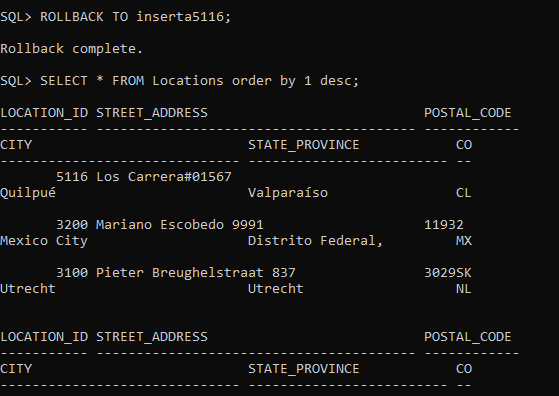 SQL> ROLLBACK TO inserta5116;
Rollback complete.
SQL> SELECT * FROM Locations order by 1 desc;
LOCATION_ID STREET_ADDRESS                           POSTAL_CODE
----------- ---------------------------------------- ------------
CITY                           STATE_PROVINCE            CO
------------------------------ ------------------------- --
       5116 Los Carrera#01567
Quilpué                        Valparaíso                CL
       3200 Mariano Escobedo 9991                    11932
Mexico City                    Distrito Federal,         MX
       3100 Pieter Breughelstraat 837                3029SK
Utrecht                        Utrecht                   NL
LOCATION_ID STREET_ADDRESS                           POSTAL_CODE
----------- ---------------------------------------- ------------
CITY                           STATE_PROVINCE            CO
------------------------------ ------------------------- --